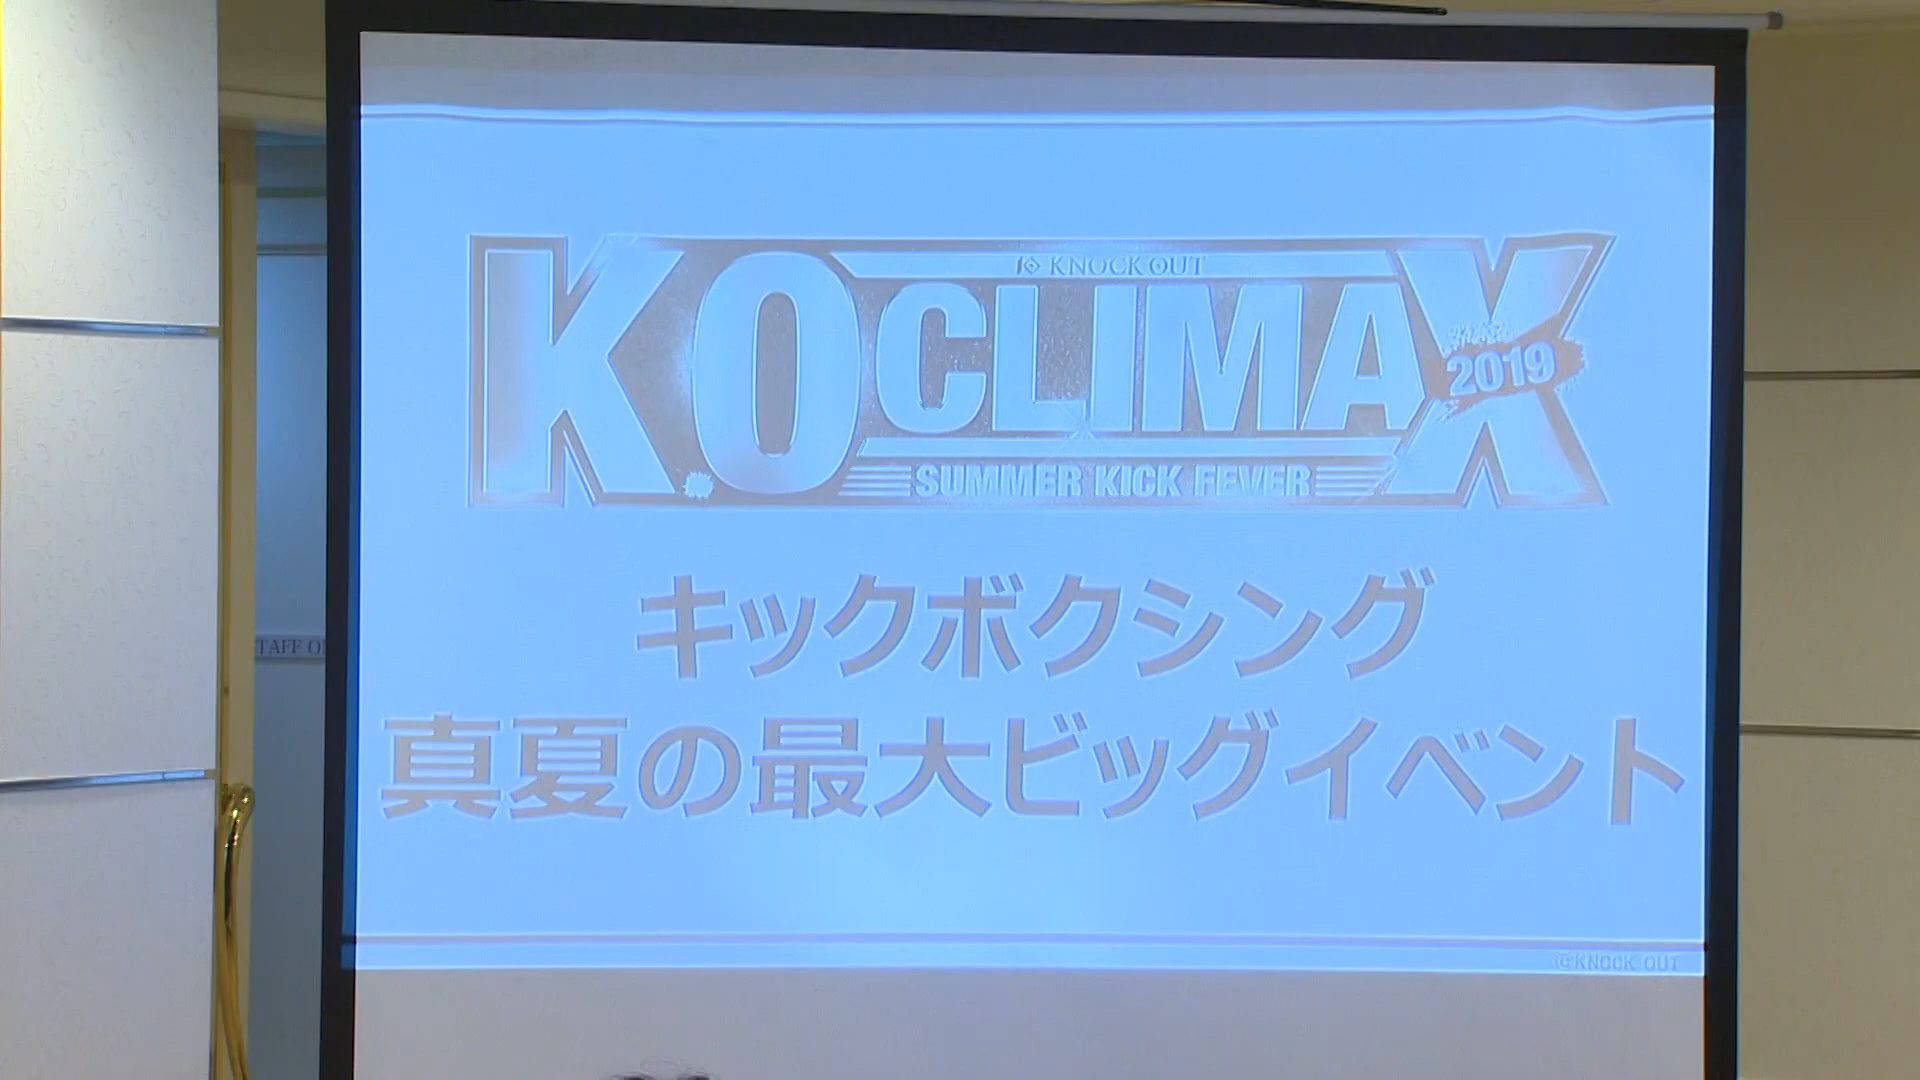 KNOCK OUT
K.O CLIMAX
2019
SUMMER KICK FEVER
キックボクシング
真夏の最大ビッグイベント
KNOCK OUT
TAFF O